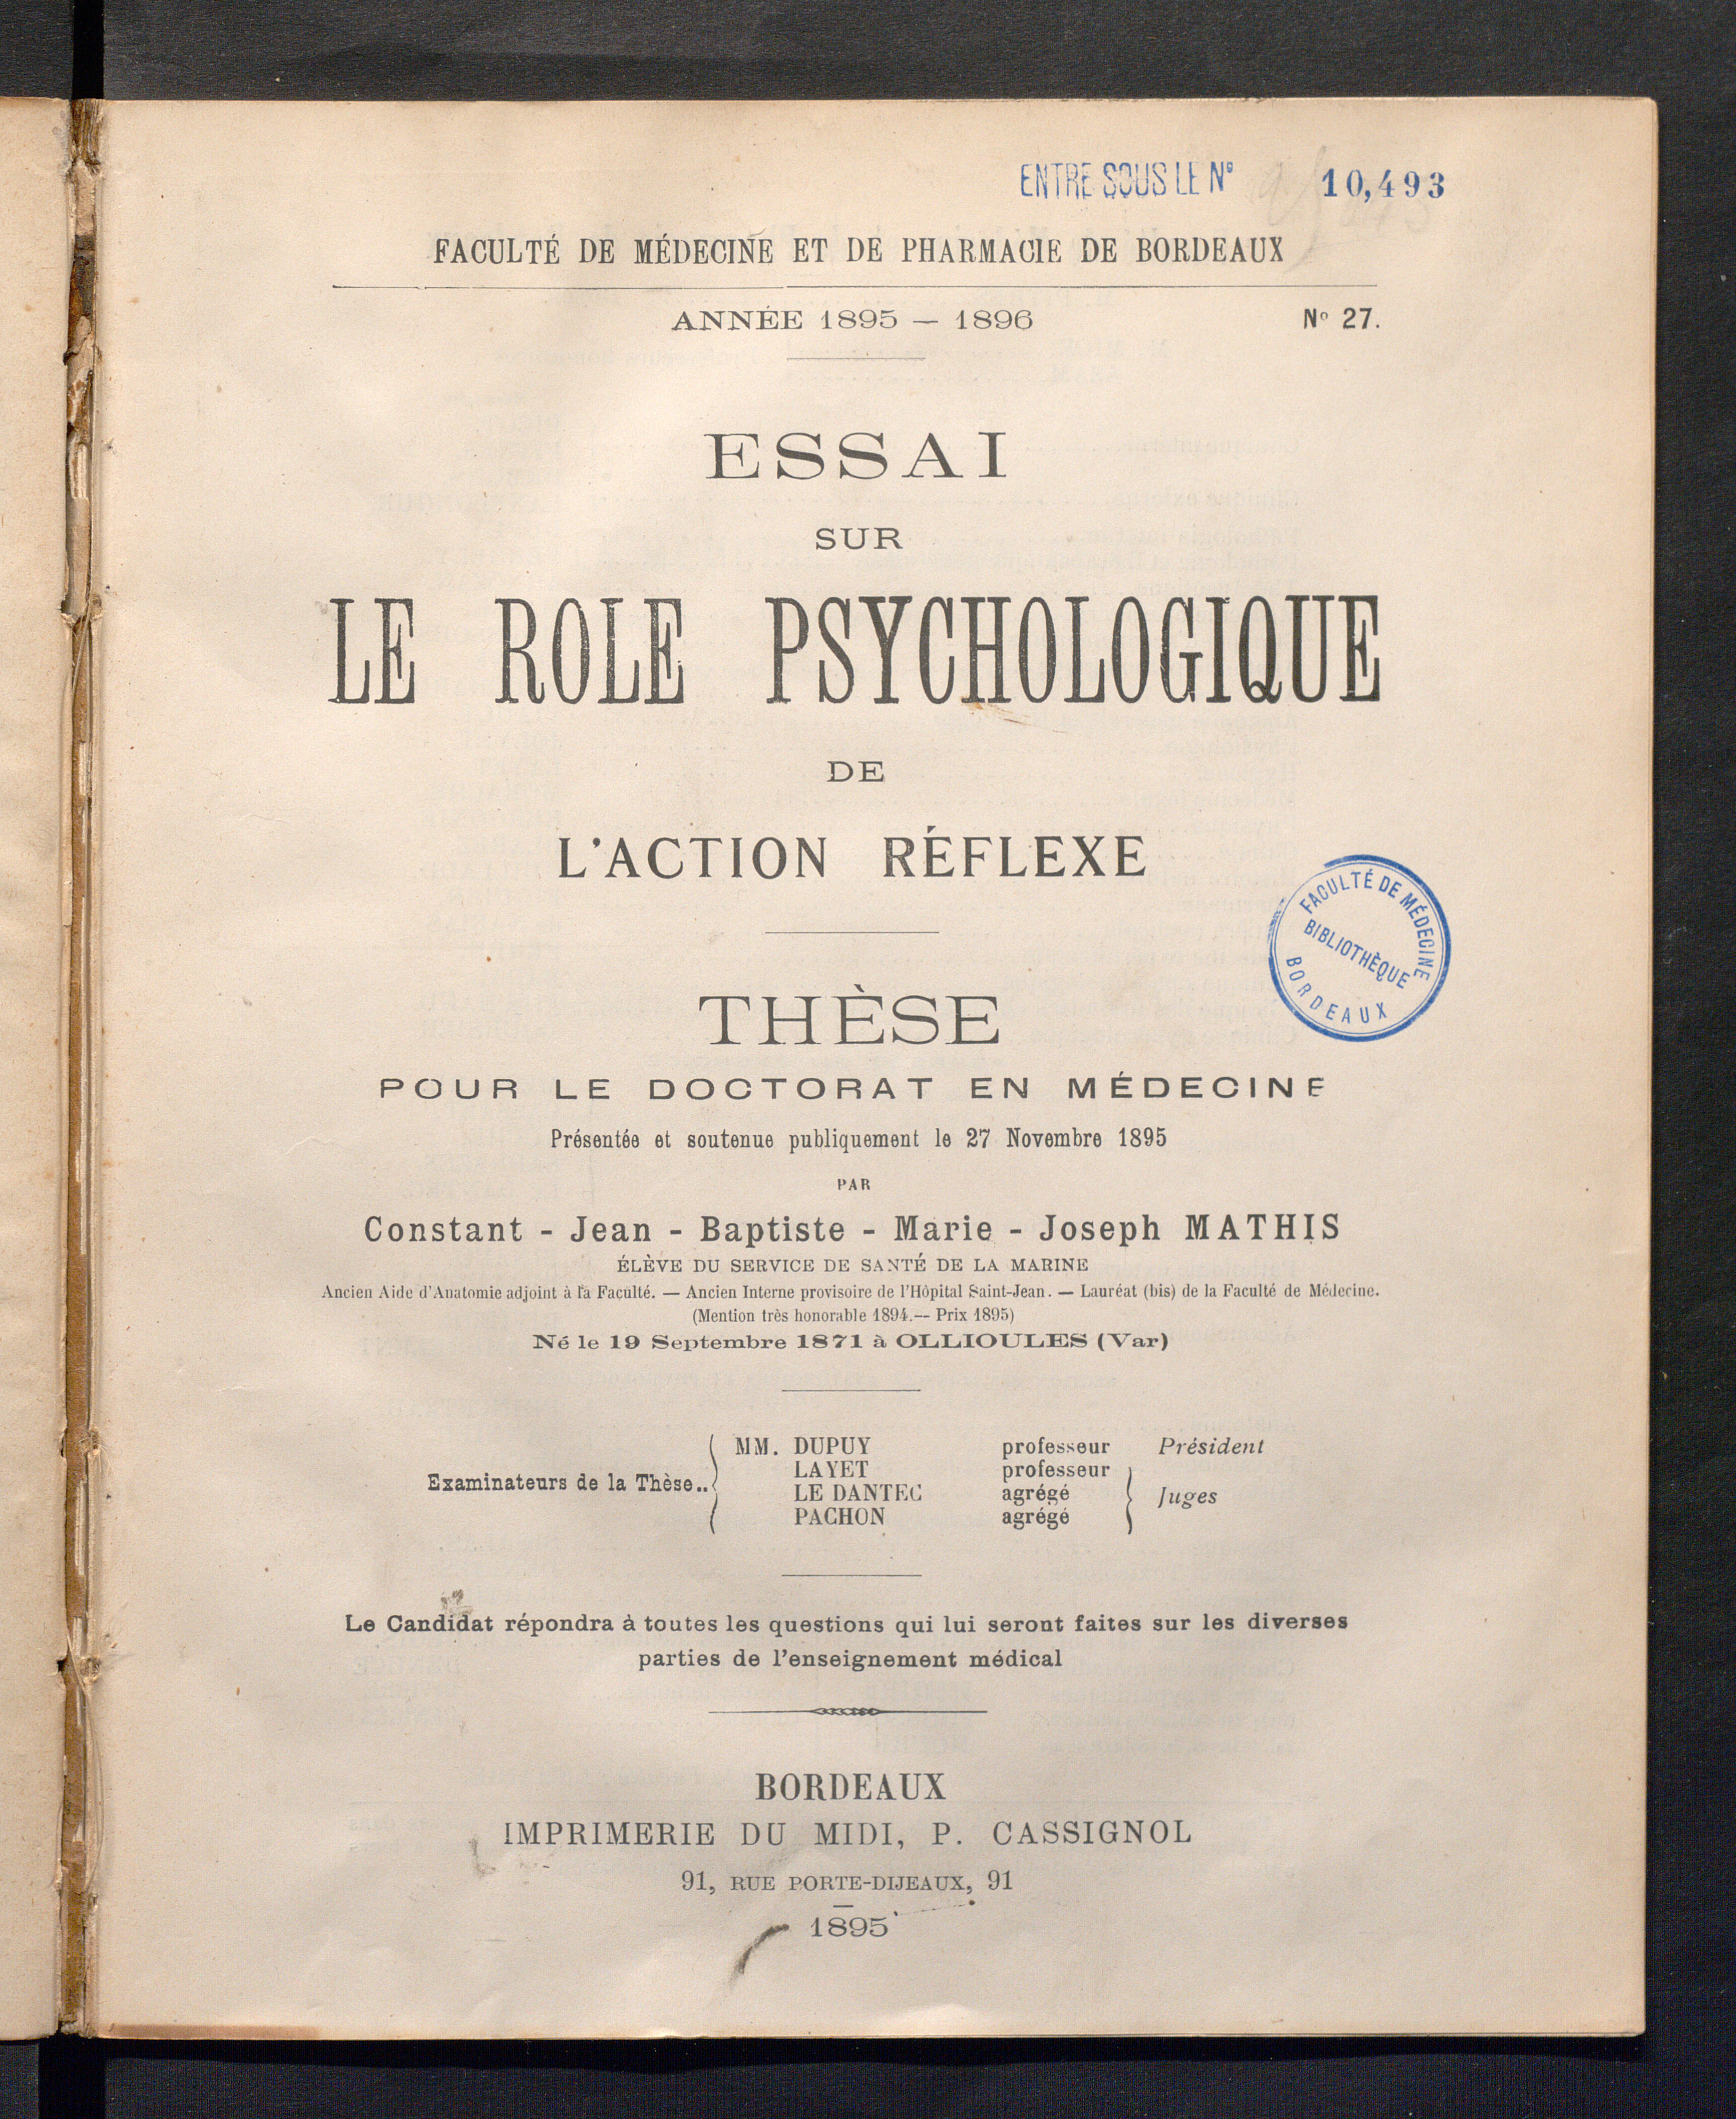 ENTRE SOUS LE Nº 10,493
FACULTÉ DE MÉDECINE ET DE PHARMACIE DE BORDEAUX
ANNÉE 1895 — 1896 Nº 27.
ESSAI
SUR
LE ROLE PSYCHOLOGIQUE
DE
L'ACTION RÉFLEXE
FACULTÉ DE MÉDECINE
BIBLIOTHÈQUE
BORDEAUX
THÈSE
POUR LE DOCTORAT EN MÉDECINE
Présentée et soutenue publiquement le 27 Novembre 1895
PAR
Constant - Jean - Baptiste - Marie - Joseph MATHIS
ÉLÈVE DU SERVICE DE SANTÉ DE LA MARINE
Ancien Aide d'Anatomie adjoint à la Faculté. — Ancien Interne provisoire de l'Hôpital Saint-Jean. — Lauréat (bis) de la Faculté de Médecine.
(Mention très honorable 1894.-- Prix 1895)
Né le 19 Septembre 1871 à OLLIOULES (Var)
MM. DUPUY professeur Président
LAYET professeur
Examinateurs de la Thèse..
LE DANTEC agrégé Juges
PACHON agrégé
Le Candidat répondra à toutes les questions qui lui seront faites sur les diverses
parties de l'enseignement médical
BORDEAUX
IMPRIMERIE DU MIDI, P. CASSIGNOL
91, RUE PORTE-DIJEAUX, 91
1895